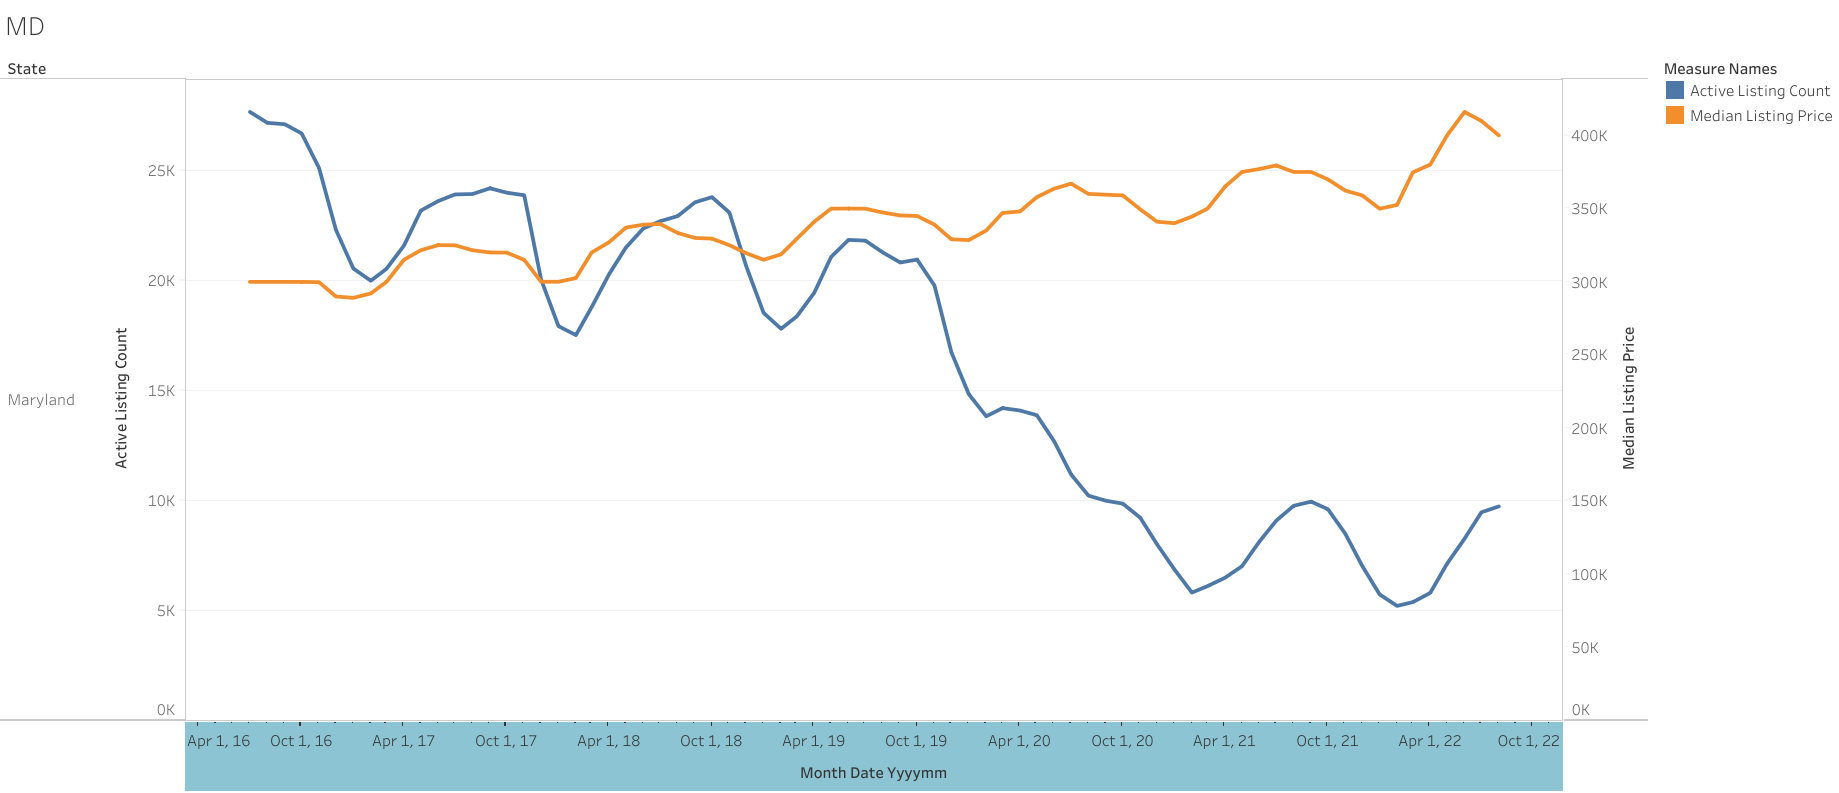 MD
State
Measure Names
Active Listing Count
Median Listing Price
Maryland
Active Listing Count
25K
20K
15K
10K
5K
0K
400K
350K
300K
250K
200K
150K
100K
50K
0K
Median Listing Price
Apr 1, 16 Oct 1, 16 Apr 1, 17 Oct 1, 17 Apr 1, 18 Oct 1, 18 Apr 1, 19 Oct 1, 19 Apr 1, 20 Oct 1, 20 Apr 1, 21 Oct 1, 21 Apr 1, 22 Oct 1, 22
Month Date Yyyymm